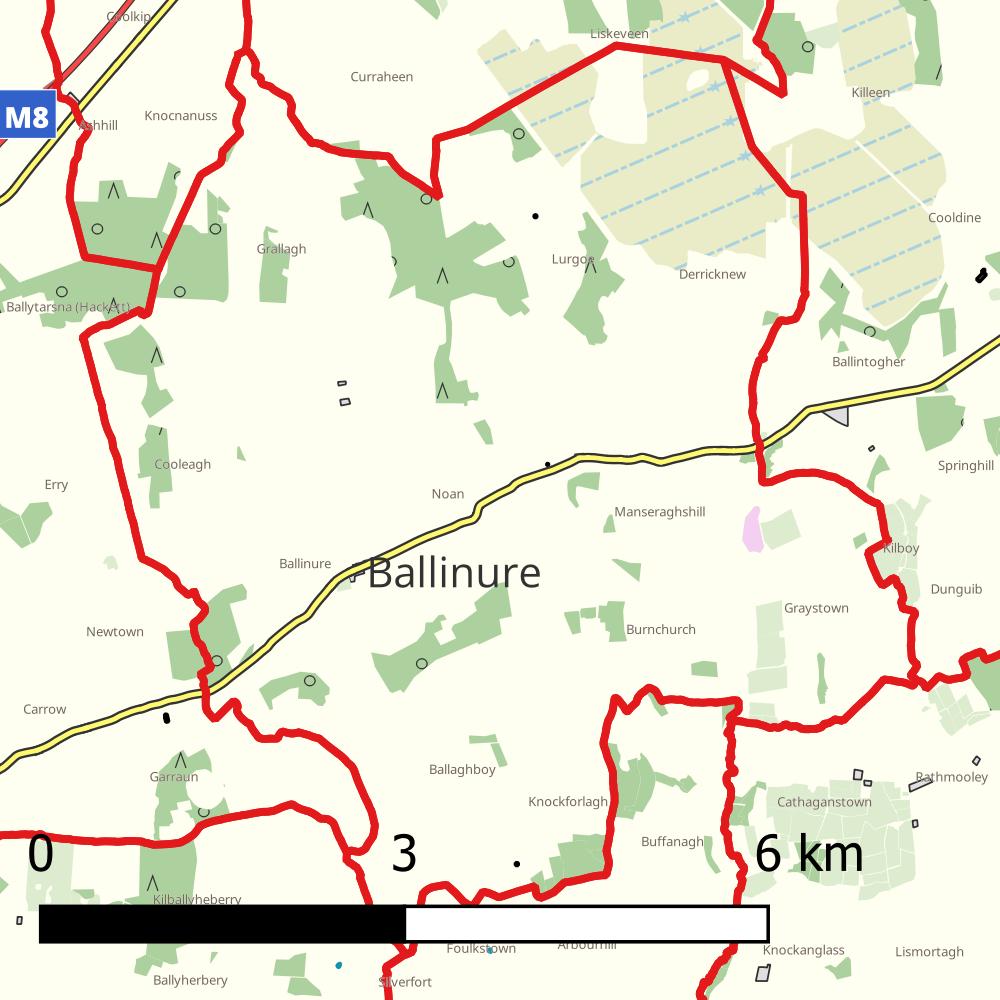 Coolkip
Liskeveen
Curraheen
Killeen
M8
Knocnanuss
Ashhill
Cooldine
Grallagh
Lurgoe
Derricknew
Ballytarsna (Hackett)
Ballintogher
Cooleagh
Springhill
Erry
Noan
Manseraghshill
Kilboy
Ballinure
Ballinure
Dunguib
Graystown
Newtown
Burnchurch
Carrow
Ballaghboy
Garraun
Rathmooley
Knockforlagh
Cathaganstown
Buffanagh
0 3 6 km
Kilballyheberry
Foulkstown
Arbourhill
Knockanglass
Lismortagh
Ballyherbery
Silverfort